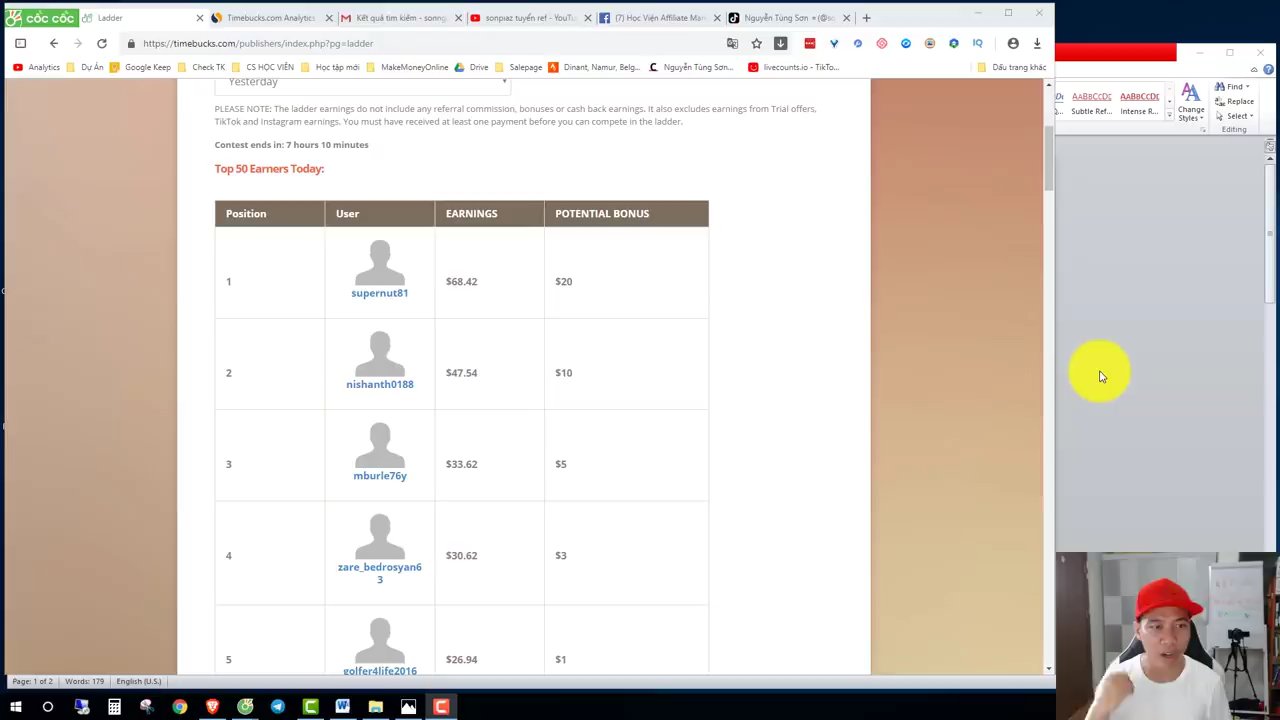 CỐC CỐC
Ladder
Timebucks.com Analytics
Kết quả tìm kiếm - sonng
sonpiaz tuyển ref - YouTu
(7) Học Viện Affiliate Mar
Nguyễn Tùng Sơn (@so
https://timebucks.com/publishers/index.php?pg=ladder
Analytics
Dự Án
Google Keep
Check TK
CS HỌC VIÊN
Học tập mới
MakeMoneyOnline
Drive
Salepage
Dinant, Namur, Belg...
Nguyễn Tùng Sơn...
livecounts.io - TikTo...
Dấu trang khác
Yesterday
PLEASE NOTE: The ladder earnings do not include any referral commission, bonuses or cash back earnings. It also excludes earnings from Trial offers,
TikTok and Instagram earnings. You must have received at least one payment before you can compete in the ladder.
Contest ends in: 7 hours 10 minutes
Top 50 Earners Today:
Position User EARNINGS POTENTIAL BONUS
1 supernut81 $68.42 $20
2 nishanth0188 $47.54 $10
3 mburle76y $33.62 $5
4 zare_bedrosyan6
3 $30.62 $3
5 golfer4life2016 $26.94 $1
AaBbCcDc AaBbCcDc
Subtle Ref... Intense R...
Change
Styles
Find
Replace
Select
Editing
Page: 1 of 2 Words: 179 English (U.S.)